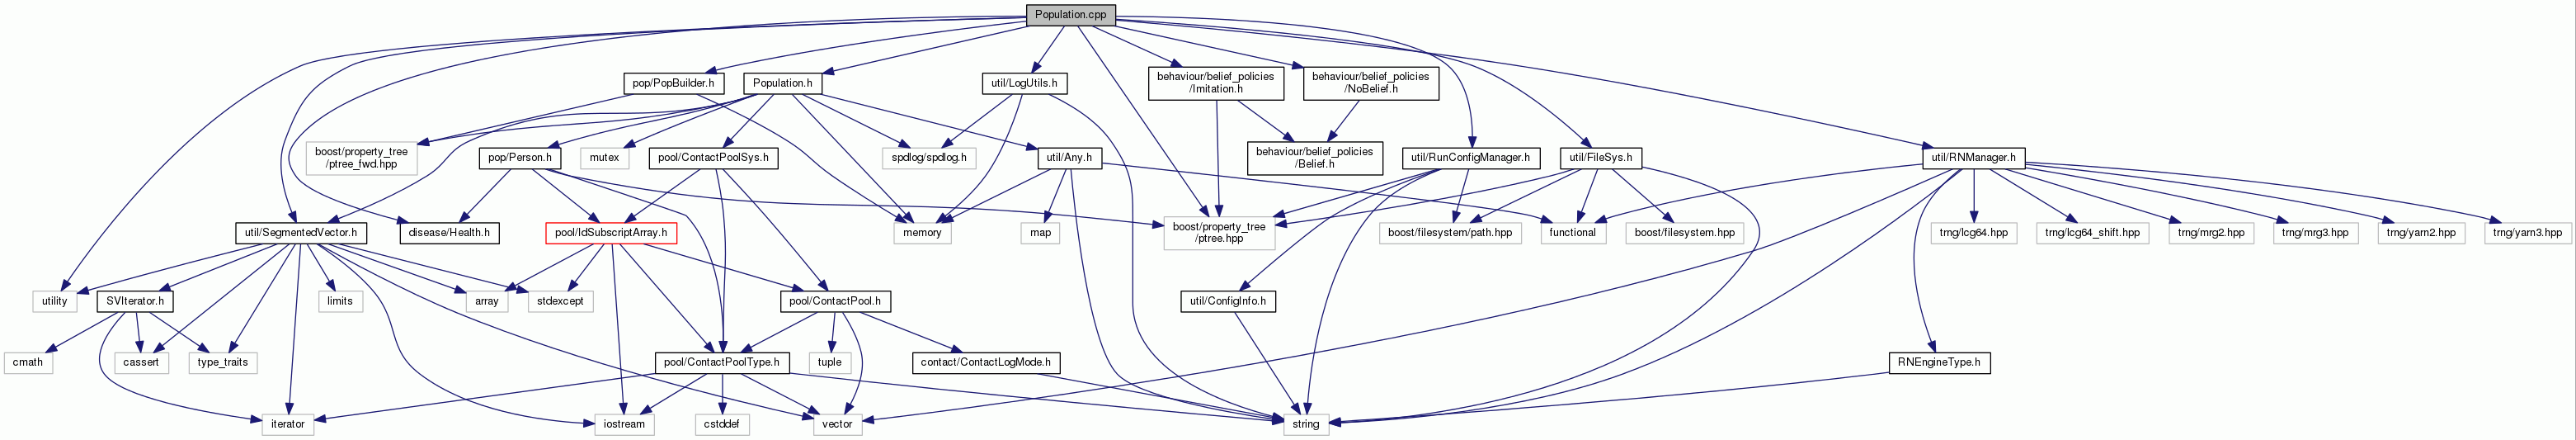 Population.cpp
pop/PopBuilder.h
Population.h
util/LogUtils.h
behaviour/belief_policies
/Imitation.h
behaviour/belief_policies
/NoBelief.h
boost/property_tree
/ptree_fwd.hpp
pop/Person.h
mutex
pool/ContactPoolSys.h
spdlog/spdlog.h
util/Any.h
behaviour/belief_policies
/Belief.h
util/RunConfigManager.h
util/FileSys.h
util/RNManager.h
util/SegmentedVector.h
disease/Health.h
pool/IdSubscriptArray.h
memory
map
boost/property_tree
/ptree.hpp
boost/filesystem/path.hpp
functional
boost/filesystem.hpp
trng/lcg64.hpp
trng/lcg64_shift.hpp
trng/mrg2.hpp
trng/mrg3.hpp
trng/yarn2.hpp
trng/yarn3.hpp
utility
SVIterator.h
limits
array
stdexcept
pool/ContactPool.h
util/ConfigInfo.h
cmath
cassert
type_traits
pool/ContactPoolType.h
tuple
contact/ContactLogMode.h
RNEngineType.h
iterator
iostream
cstddef
vector
string